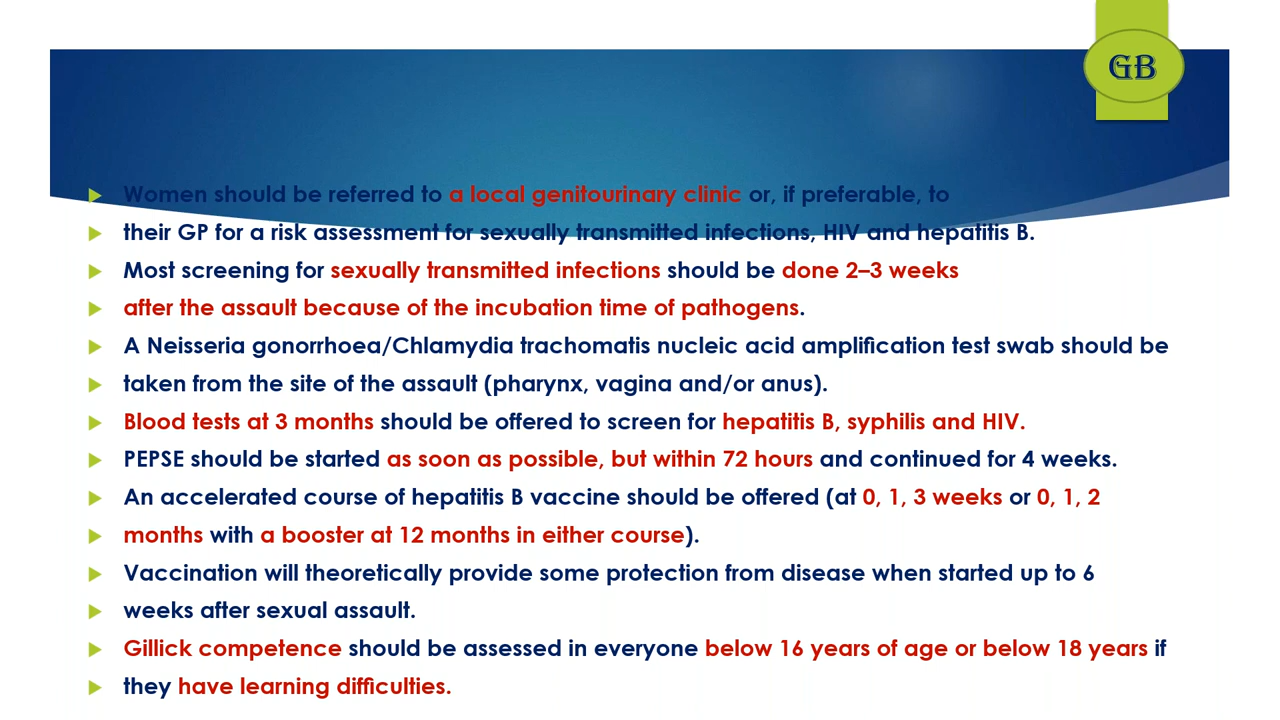 GB
Women should be referred to a local genitourinary clinic or, if preferable, to
their GP for a risk assessment for sexually transmitted infections, HIV and hepatitis B.
Most screening for sexually transmitted infections should be done 2–3 weeks
after the assault because of the incubation time of pathogens.
A Neisseria gonorrhoea/Chlamydia trachomatis nucleic acid amplification test swab should be
taken from the site of the assault (pharynx, vagina and/or anus).
Blood tests at 3 months should be offered to screen for hepatitis B, syphilis and HIV.
PEPSE should be started as soon as possible, but within 72 hours and continued for 4 weeks.
An accelerated course of hepatitis B vaccine should be offered (at 0, 1, 3 weeks or 0, 1, 2
months with a booster at 12 months in either course).
Vaccination will theoretically provide some protection from disease when started up to 6
weeks after sexual assault.
Gillick competence should be assessed in everyone below 16 years of age or below 18 years if
they have learning difficulties.